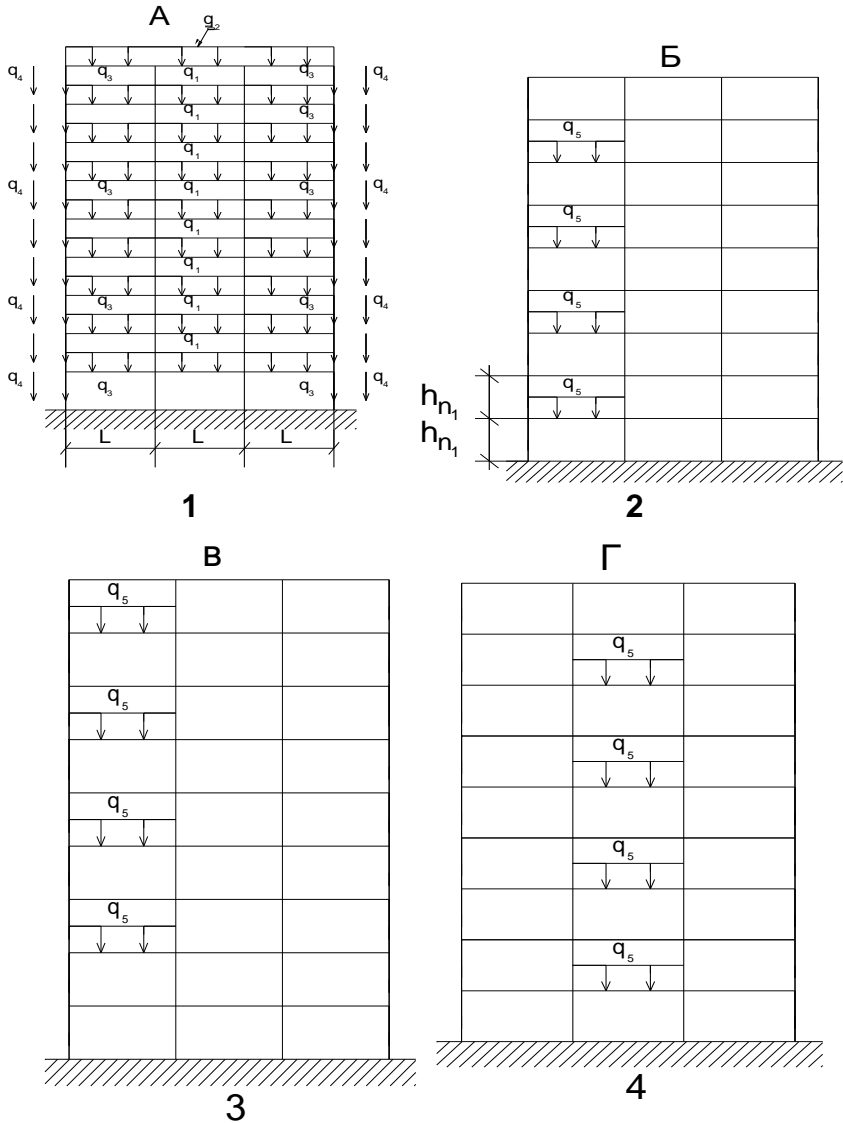 А
q₂
q₄ q₃ q₁ q₃ q₄
q₁ q₃
q₁
q₄ q₃ q₁ q₃ q₄
q₁
q₁
q₄ q₃ q₁ q₃ q₄
q₁
q₄ q₃ q₃ q₄
L L L
1
Б
q₅
q₅
q₅
q₅
hn₁
hn₁
2
В
q₅
q₅
q₅
q₅
3
Г
q₅
q₅
q₅
q₅
4